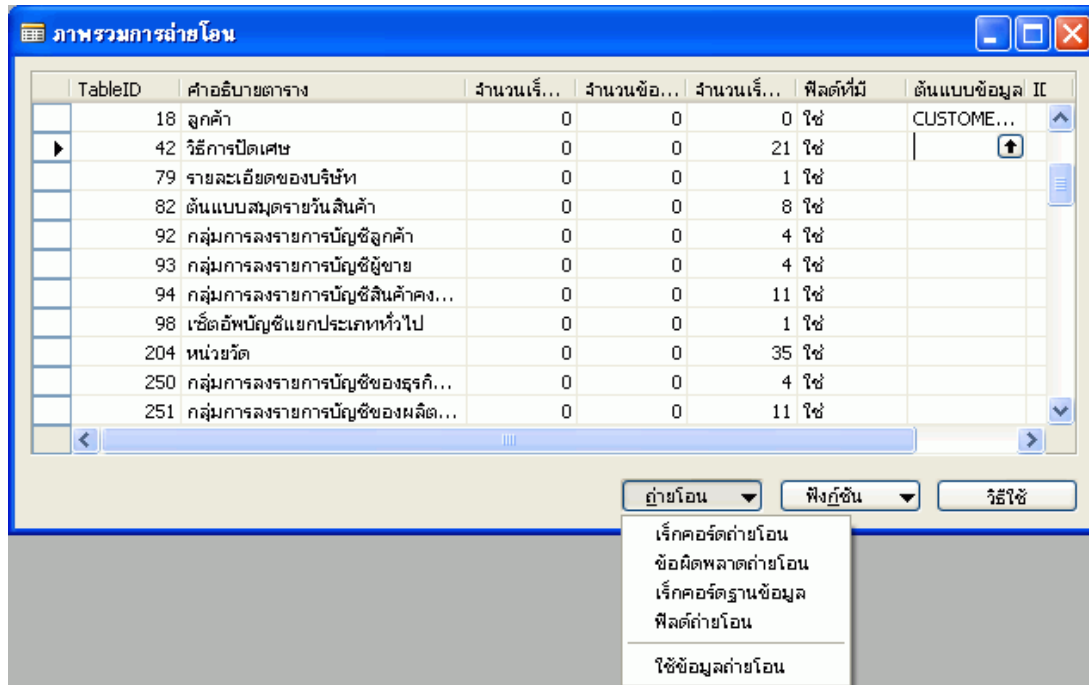 ภาพรวมการถ่ายโอน
TableID คำอธิบายตาราง จำนวนเร็... จำนวนข้อ... จำนวนเร็... ฟิลด์ที่มี ต้นแบบข้อมูล
18 ลูกค้า 0 0 0 ใช่ CUSTOME...
42 วิธีการปัดเศษ 0 0 21 ใช่
79 รายละเอียดของบริษัท 0 0 1 ใช่
82 ต้นแบบสมุดรายวันสินค้า 0 0 8 ใช่
92 กลุ่มการลงรายการบัญชีลูกค้า 0 0 4 ใช่
93 กลุ่มการลงรายการบัญชีผู้ขาย 0 0 4 ใช่
94 กลุ่มการลงรายการบัญชีสินค้าคง... 0 0 11 ใช่
98 เซ็ตอัพบัญชีแยกประเภททั่วไป 0 0 1 ใช่
204 หน่วยวัด 0 0 35 ใช่
250 กลุ่มการลงรายการบัญชีของธุรกิ... 0 0 4 ใช่
251 กลุ่มการลงรายการบัญชีของผลิต... 0 0 11 ใช่
ถ่ายโอน ฟังก์ชัน วิธีใช้
เร็กคอร์ดถ่ายโอน
ข้อผิดพลาดถ่ายโอน
เร็กคอร์ดฐานข้อมูล
ฟิลด์ถ่ายโอน
ใช้ข้อมูลถ่ายโอน